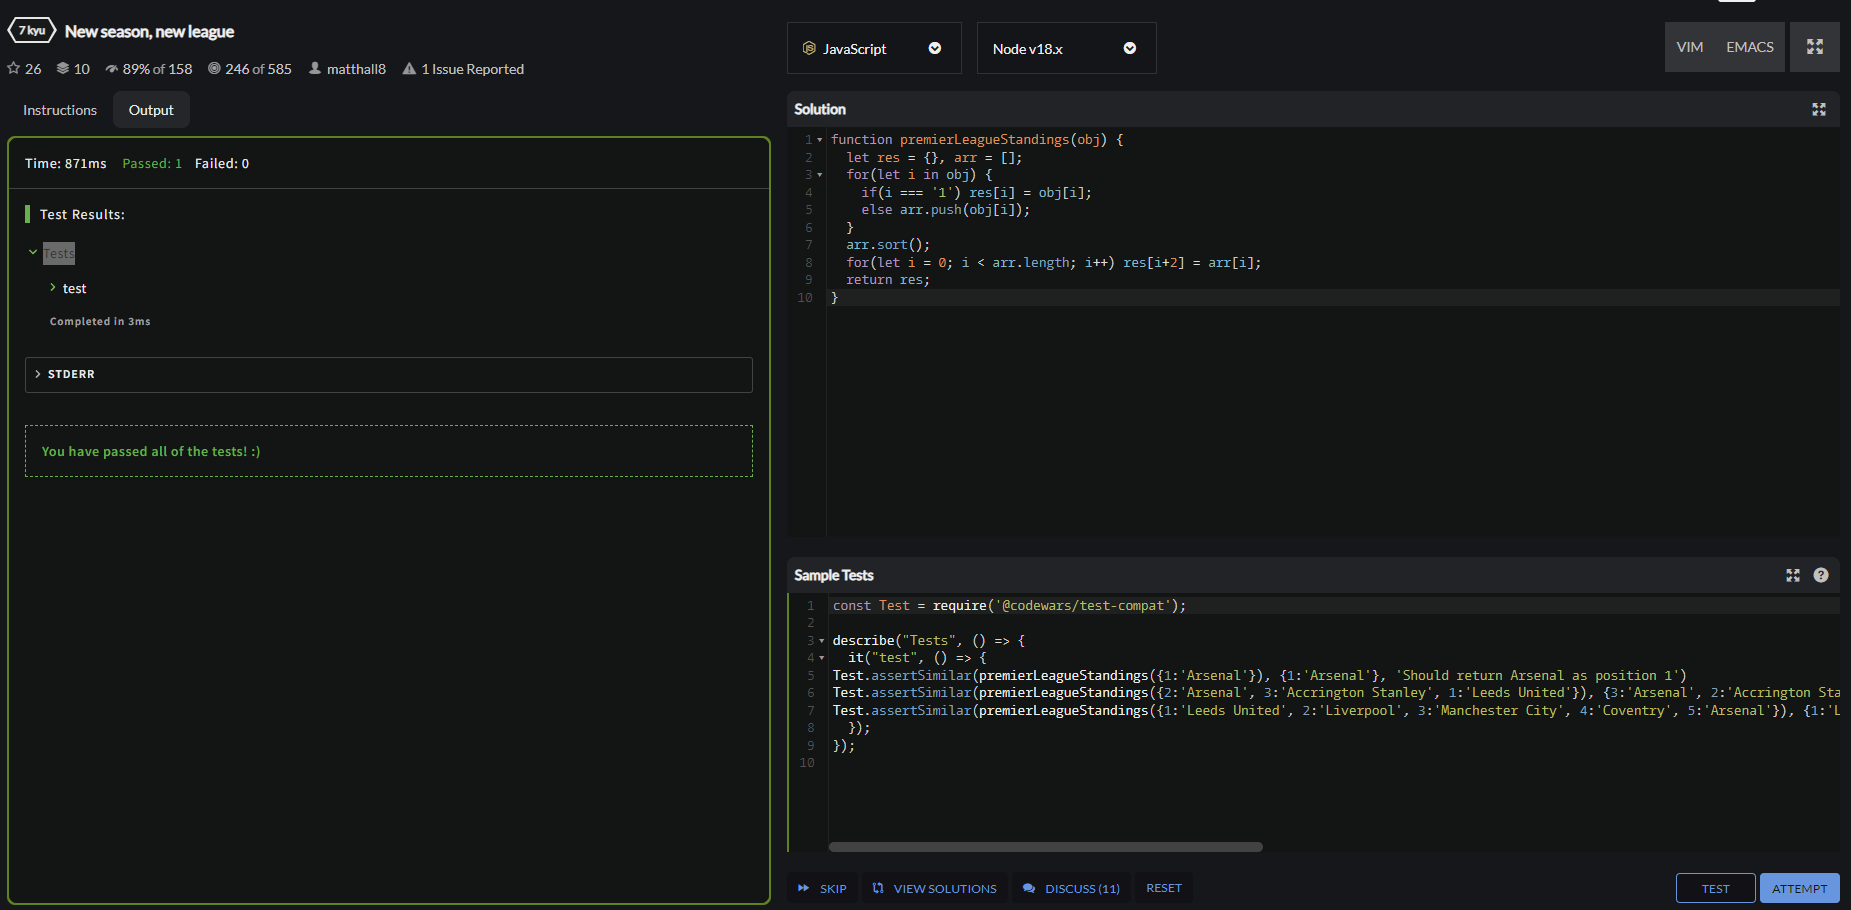 7 kyu New season, new league
26 10 89% of 158 246 of 585 matthall8 1 Issue Reported
Instructions Output
Time: 871ms Passed: 1 Failed: 0
Test Results:
Tests
test
Completed in 3ms
STDERR
You have passed all of the tests! :)
JavaScript Node v18.x VIM EMACS
Solution
1 function premierLeagueStandings(obj) {
2 let res = {}, arr = [];
3 for(let i in obj) {
4 if(i === '1') res[i] = obj[i];
5 else arr.push(obj[i]);
6 }
7 arr.sort();
8 for(let i = 0; i < arr.length; i++) res[i+2] = arr[i];
9 return res;
10 }
Sample Tests ?
1 const Test = require('@codewars/test-compat');
2
3 describe("Tests", () => {
4 it("test", () => {
5 Test.assertSimilar(premierLeagueStandings({1:'Arsenal'}), {1:'Arsenal'}, 'Should return Arsenal as position 1')
6 Test.assertSimilar(premierLeagueStandings({2:'Arsenal', 3:'Accrington Stanley', 1:'Leeds United'}), {3:'Arsenal', 2:'Accrington Sta
7 Test.assertSimilar(premierLeagueStandings({1:'Leeds United', 2:'Liverpool', 3:'Manchester City', 4:'Coventry', 5:'Arsenal'}), {1:'L
8 });
9 });
10
SKIP VIEW SOLUTIONS DISCUSS (11) RESET TEST ATTEMPT